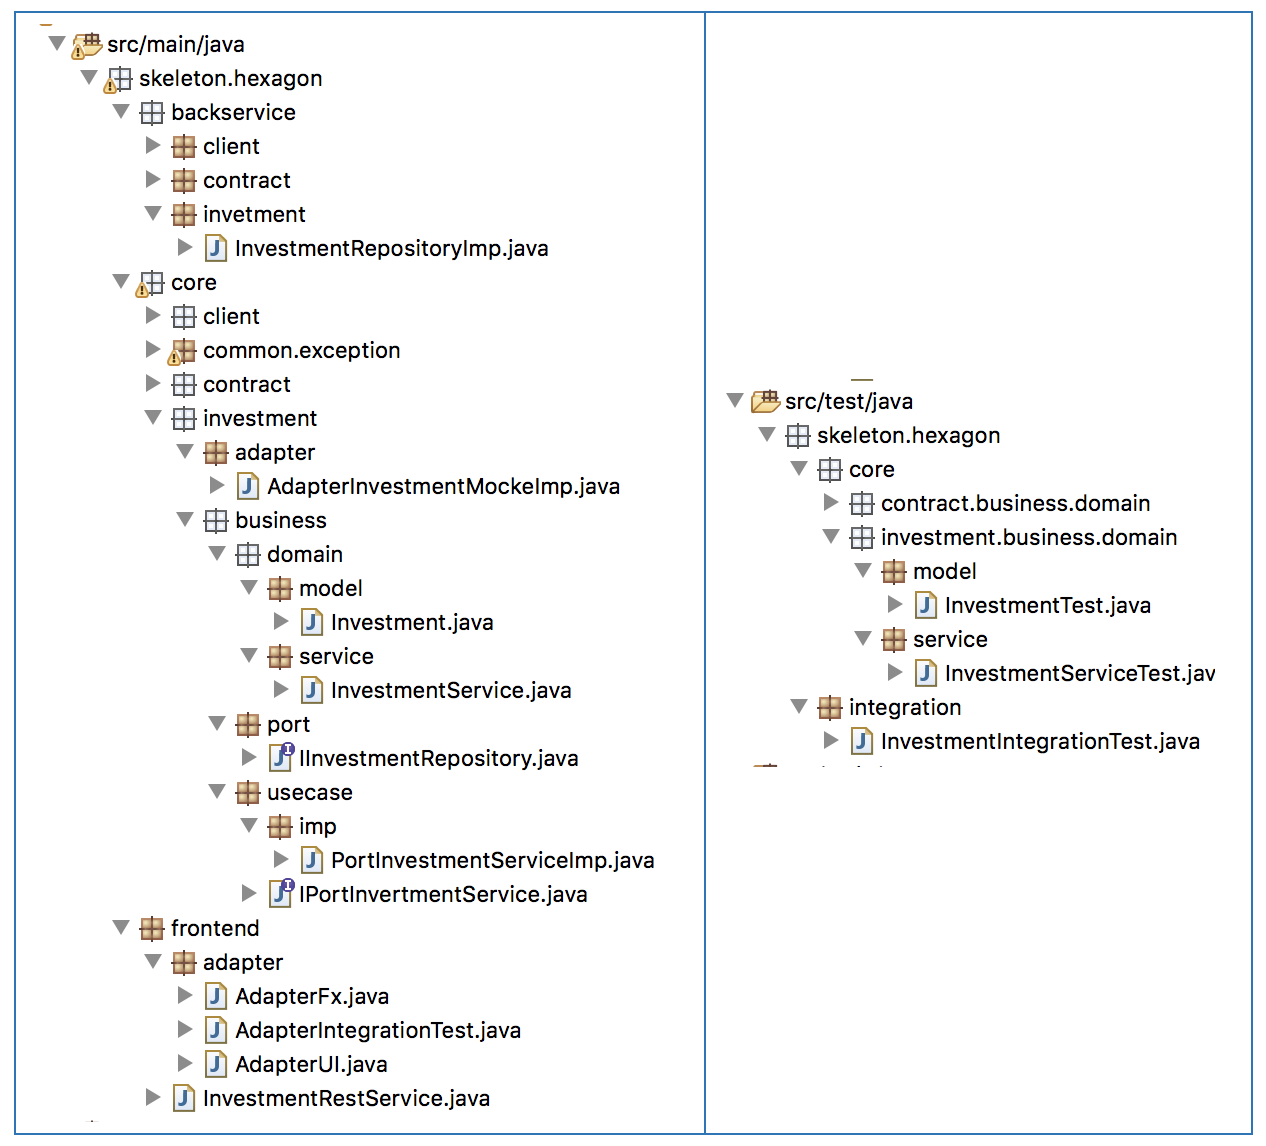 src/main/java
skeleton.hexagon
backservice
client
contract
invetment
InvestmentRepositoryImp.java
core
client
common.exception
contract
investment
adapter
AdapterInvestmentMockeImp.java
business
domain
model
Investment.java
service
InvestmentService.java
port
IInvestmentRepository.java
usecase
imp
PortInvestmentServiceImp.java
IPortInvertmentService.java
frontend
adapter
AdapterFx.java
AdapterIntegrationTest.java
AdapterUI.java
InvestmentRestService.java
src/test/java
skeleton.hexagon
core
contract.business.domain
investment.business.domain
model
InvestmentTest.java
service
InvestmentServiceTest.jav
integration
InvestmentIntegrationTest.java